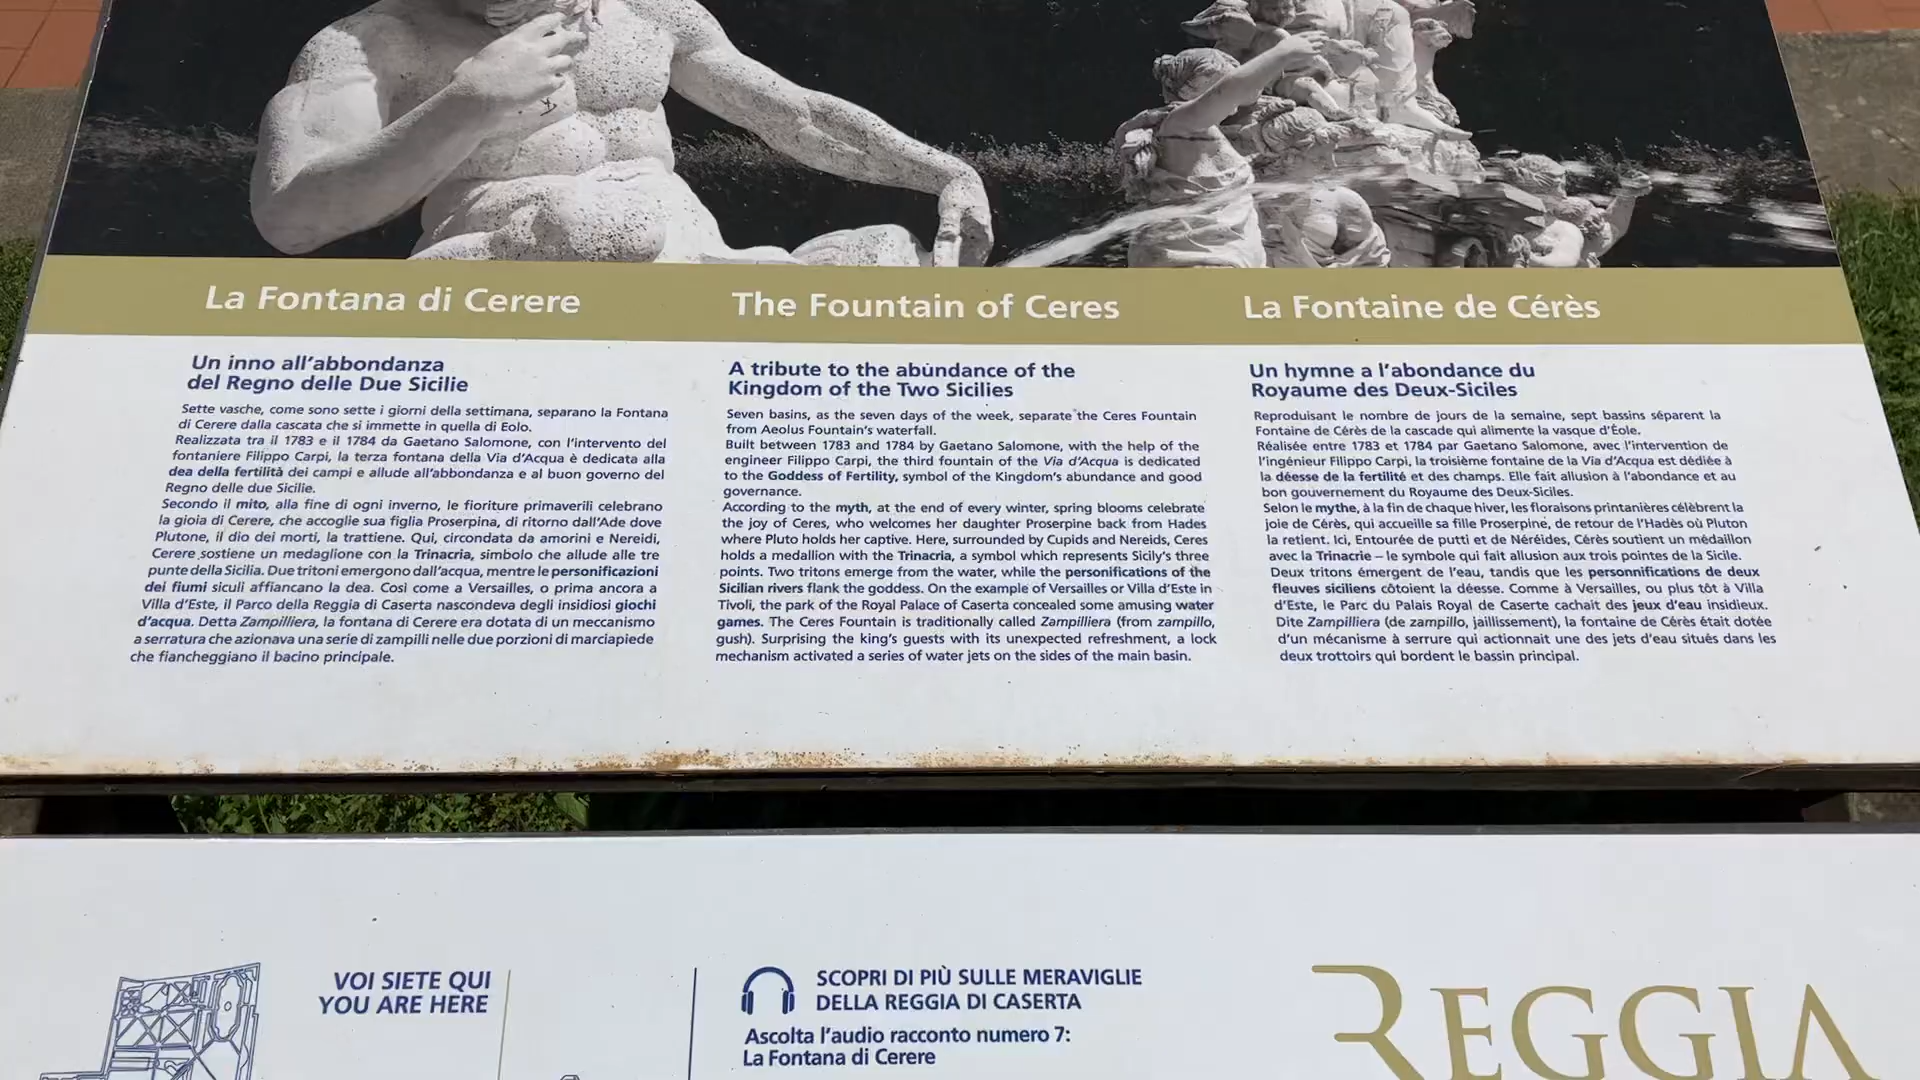 La Fontana di Cerere
Un inno all'abbondanza
del Regno delle Due Sicilie
Sette vasche, come sono sette i giorni della settimana, separano la Fontana
di Cerere dalla cascata che si immette in quella di Eolo.
Realizzata tra il 1783 e il 1784 da Gaetano Salomone, con l'intervento del
fontaniere Filippo Carpi, la terza fontana della Via d'Acqua è dedicata alla
dea della fertilità dei campi e allude all'abbondanza e al buon governo del
Regno delle due Sicilie.
Secondo il mito, alla fine di ogni inverno, le fioriture primaverili celebrano
la gioia di Cerere, che accoglie sua figlia Proserpina, di ritorno dall'Ade dove
Plutone, il dio dei morti, la trattiene. Qui, circondata da amorini e Nereidi,
Cerere sostiene un medaglione con la Trinacria, simbolo che allude alle tre
punte della Sicilia. Due tritoni emergono dall'acqua, mentre le personificazioni
dei fiumi siculi affiancano la dea. Così come a Versailles, o prima ancora a
Villa d'Este, il Parco della Reggia di Caserta nascondeva degli insidiosi giochi
d'acqua. Detta Zampilliera, la fontana di Cerere era dotata di un meccanismo
a serratura che azionava una serie di zampilli nelle due porzioni di marciapiede
che fiancheggiano il bacino principale.
The Fountain of Ceres
A tribute to the abundance of the
Kingdom of the Two Sicilies
Seven basins, as the seven days of the week, separate the Ceres Fountain
from Aeolus Fountain's waterfall.
Built between 1783 and 1784 by Gaetano Salomone, with the help of the
engineer Filippo Carpi, the third fountain of the Via d'Acqua is dedicated
to the Goddess of Fertility, symbol of the Kingdom's abundance and good
governance.
According to the myth, at the end of every winter, spring blooms celebrate
the joy of Ceres, who welcomes her daughter Proserpine back from Hades
where Pluto holds her captive. Here, surrounded by Cupids and Nereids, Ceres
holds a medallion with the Trinacria, a symbol which represents Sicily's three
points. Two tritons emerge from the water, while the personifications of the
Sicilian rivers flank the goddess. On the example of Versailles or Villa d'Este in
Tivoli, the park of the Royal Palace of Caserta concealed some amusing water
games. The Ceres Fountain is traditionally called Zampilliera (from zampillo,
gush). Surprising the king's guests with its unexpected refreshment, a lock
mechanism activated a series of water jets on the sides of the main basin.
La Fontaine de Cérès
Un hymne a l'abondance du
Royaume des Deux-Siciles
Reproduisant le nombre de jours de la semaine, sept bassins séparent la
Fontaine de Cérès de la cascade qui alimente la vasque d'Éole.
Réalisée entre 1783 et 1784 par Gaetano Salomone, avec l'intervention de
l'ingénieur Filippo Carpi, la troisième fontaine de la Via d'Acqua est dédiée à
la déesse de la fertilité et des champs. Elle fait allusion à l'abondance et au
bon gouvernement du Royaume des Deux-Siciles.
Selon le mythe, à la fin de chaque hiver, les floraisons printanières célèbrent la
joie de Cérès, qui accueille sa fille Proserpine, de retour de l'Hadès où Pluton
la retient. Ici, Entourée de putti et de Néréides, Cérès soutient un médaillon
avec la Trinacrie – le symbole qui fait allusion aux trois pointes de la Sicile.
Deux tritons émergent de l'eau, tandis que les personnifications de deux
fleuves siciliens côtoient la déesse. Comme à Versailles, ou plus tôt à Villa
d'Este, le Parc du Palais Royal de Caserte cachait des jeux d'eau insidieux.
Dite Zampilliera (de zampillo, jaillissement), la fontaine de Cérès était dotée
d'un mécanisme à serrure qui actionnait une des jets d'eau situés dans les
deux trottoirs qui bordent le bassin principal.
VOI SIETE QUI
YOU ARE HERE
SCOPRI DI PIÙ SULLE MERAVIGLIE
DELLA REGGIA DI CASERTA
Ascolta l'audio racconto numero 7:
La Fontana di Cerere
REGGIA